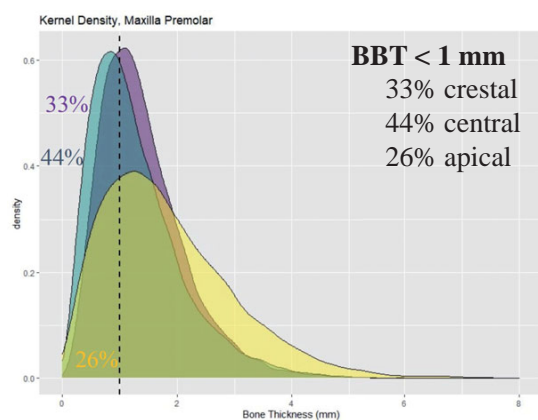 Kernel Density, Maxilla Premolar
BBT < 1 mm
33% crestal
44% central
26% apical
33%
44%
26%
density
0.6
0.4
0.2
0.0
0 2 4 6 8
Bone Thickness (mm)